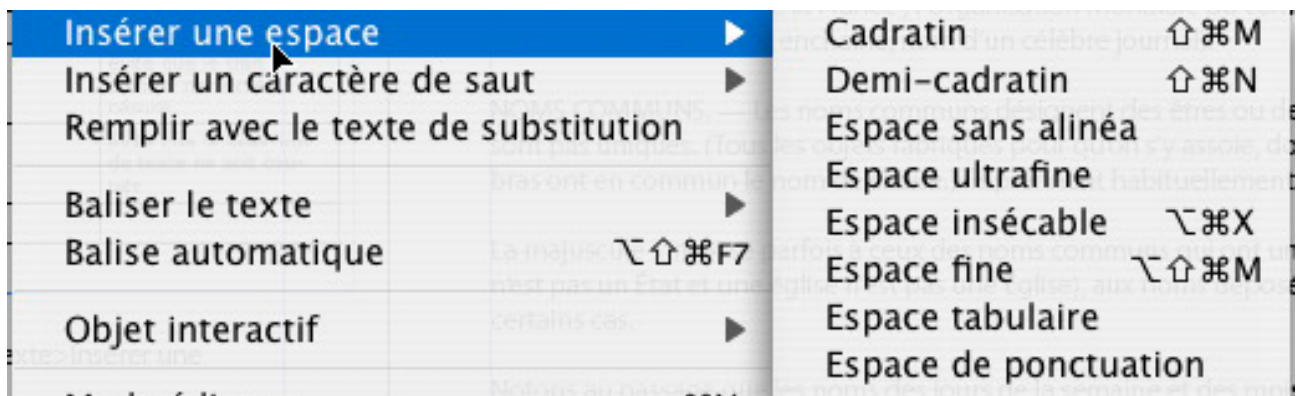 Insérer une espace
Insérer un caractère de saut
Remplir avec le texte de substitution
Baliser le texte
Balise automatique ⌥⇧⌘F7
Objet interactif
Cadratin ⇧⌘M
Demi-cadratin ⇧⌘N
Espace sans alinéa
Espace ultrafine
Espace insécable ⌥⌘X
Espace fine ⌥⇧⌘M
Espace tabulaire
Espace de ponctuation